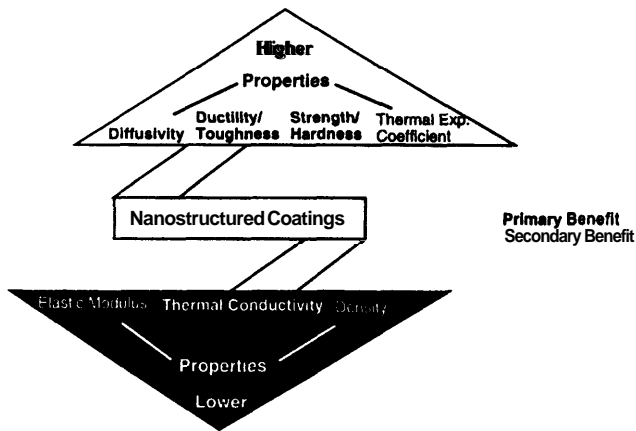 Higher
Properties
Ductility/ Strength/ Thermal Exp.
Diffusivity Toughness Hardness Coefficient
Nanostructured Coatings
Primary Benefit
Secondary Benefit
Elastic Modulus Thermal Conductivity Density
Properties
Lower